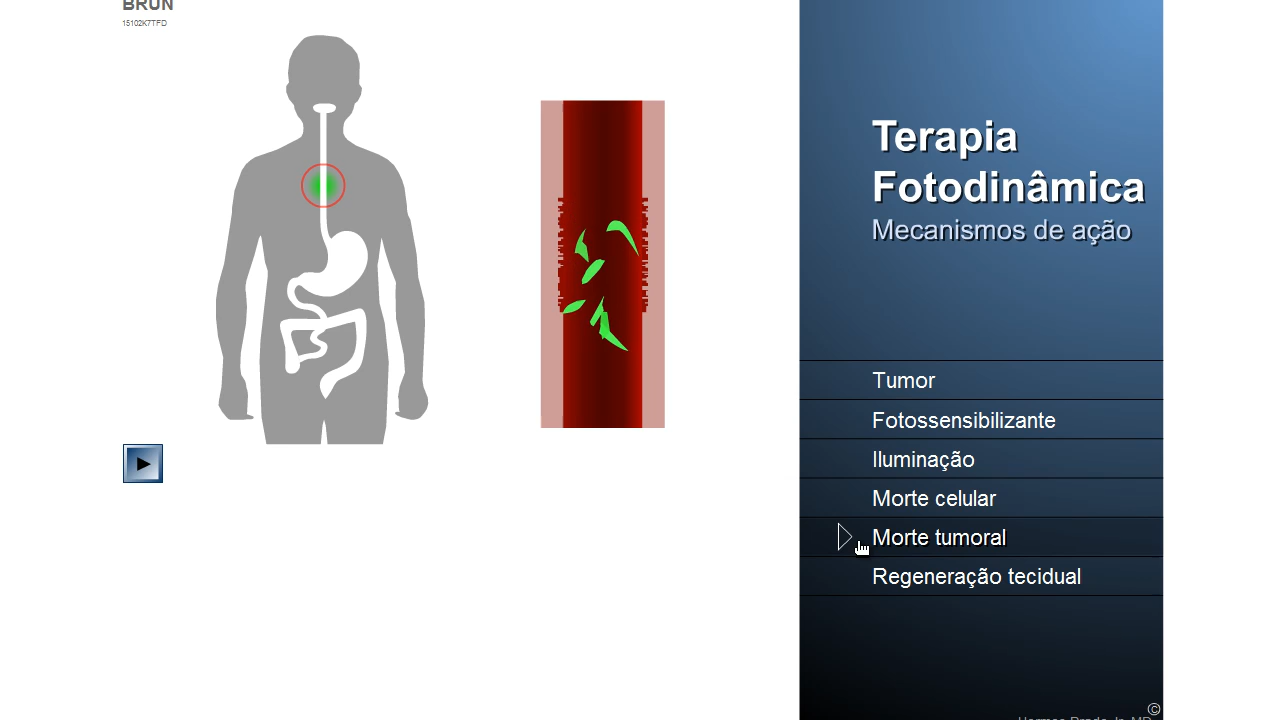 BRUN
15102K7TFD
Terapia
Fotodinâmica
Mecanismos de ação
Tumor
Fotossensibilizante
Iluminação
Morte celular
Morte tumoral
Regeneração tecidual
©